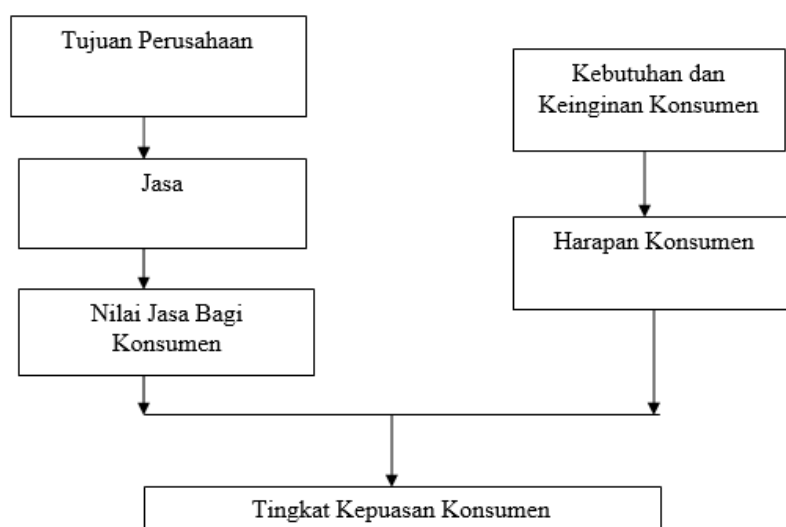 Tujuan Perusahaan
Kebutuhan dan
Keinginan Konsumen
Jasa
Harapan Konsumen
Nilai Jasa Bagi
Konsumen
Tingkat Kepuasan Konsumen